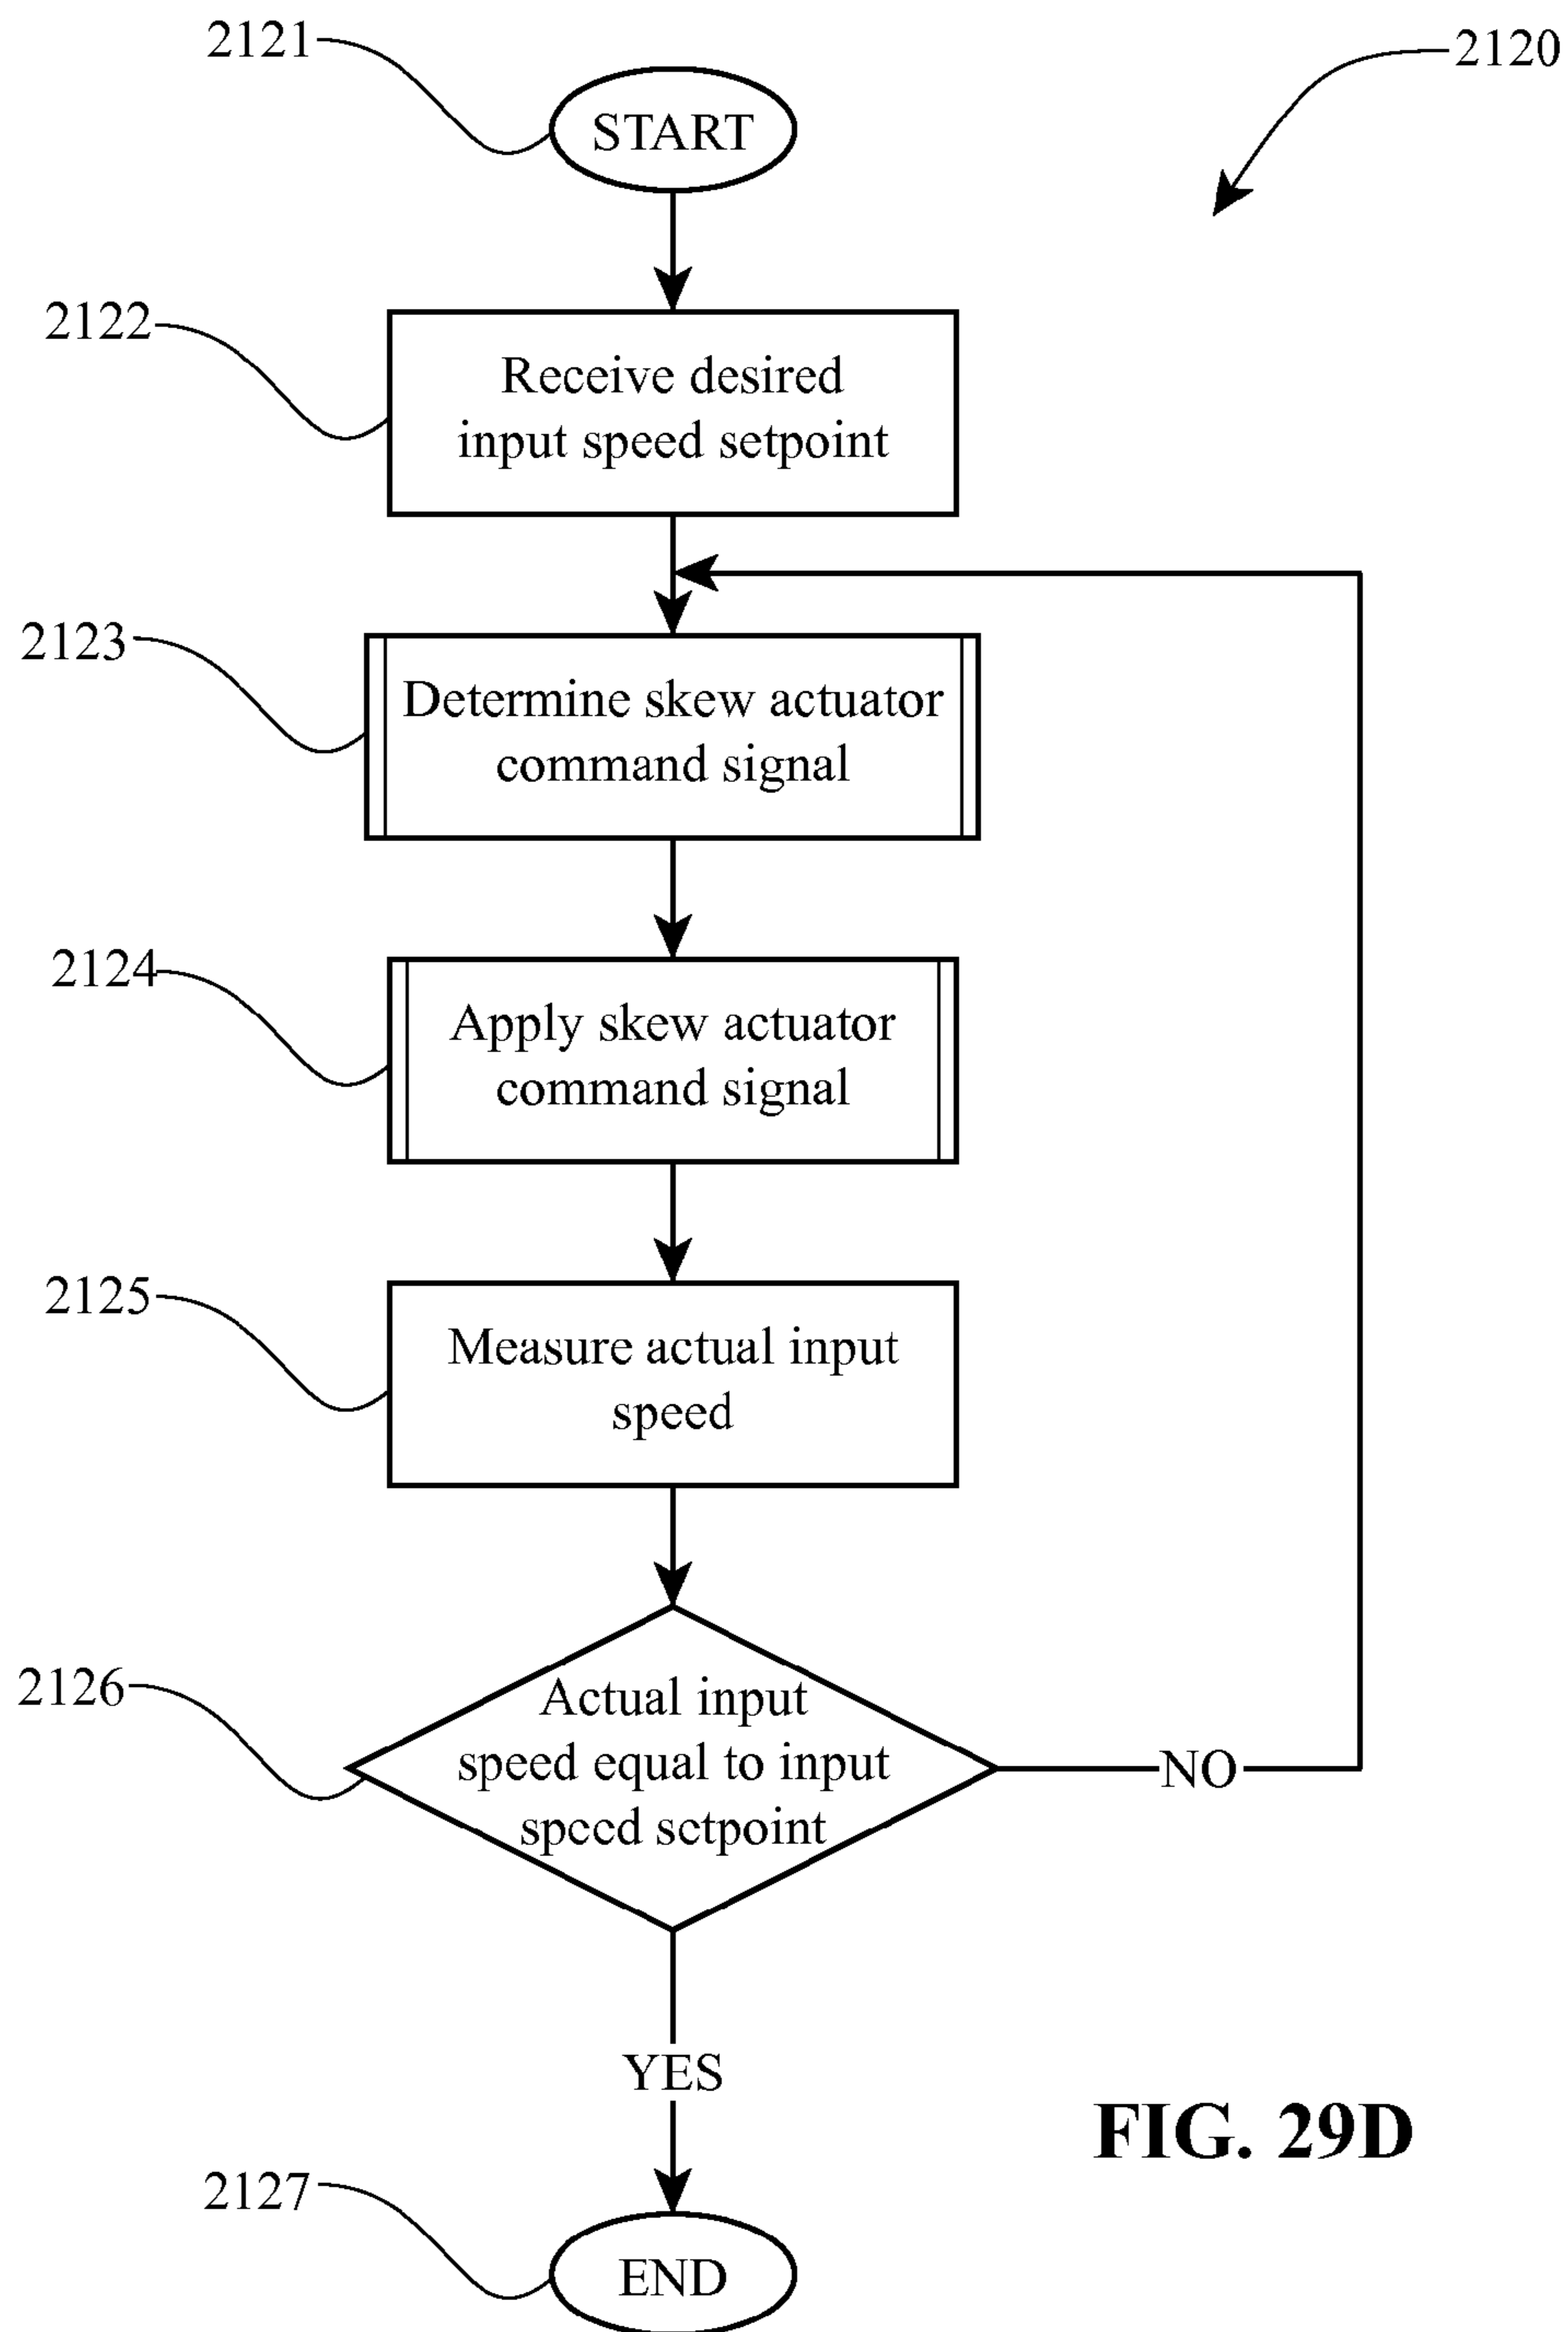 2121
2120
START
2122
Receive desired
input speed setpoint
2123
Determine skew actuator
command signal
2124
Apply skew actuator
command signal
2125
Measure actual input
speed
2126
Actual input
speed equal to input
speed setpoint
NO
YES
FIG. 29D
2127
END